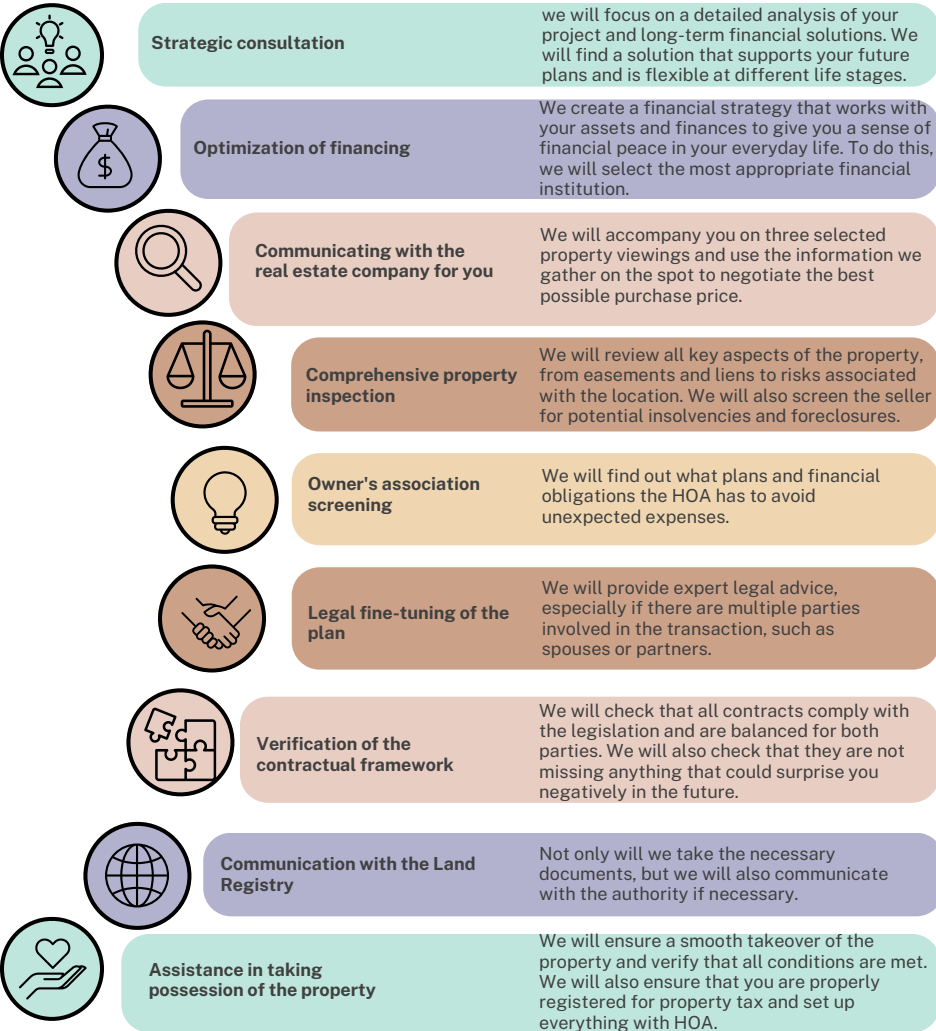 we will focus on a detailed analysis of your
project and long-term financial solutions. We
Strategic consultation
will find a solution that supports your future
plans and is flexible at different life stages.
We create a financial strategy that works with
your assets and finances to give you a sense of
Optimization of financing
financial peace in your everyday life. To do this,
we will select the most appropriate financial
institution.
$
Communicating with the
real estate company for you
We will accompany you on three selected
property viewings and use the information we
gather on the spot to negotiate the best
possible purchase price.
Comprehensive property
inspection
We will review all key aspects of the property,
from easements and liens to risks associated
with the location. We will also screen the seller
for potential insolvencies and foreclosures.
Owner's association
screening
We will find out what plans and financial
obligations the HOA has to avoid
unexpected expenses.
Legal fine-tuning of the
plan
We will provide expert legal advice,
especially if there are multiple parties
involved in the transaction, such as
spouses or partners.
Verification of the
contractual framework
We will check that all contracts comply with
the legislation and are balanced for both
parties. We will also check that they are not
missing anything that could surprise you
negatively in the future.
Communication with the Land
Registry
Not only will we take the necessary
documents, but we will also communicate
with the authority if necessary.
Assistance in taking
possession of the property
We will ensure a smooth takeover of the
property and verify that all conditions are met.
We will also ensure that you are properly
registered for property tax and set up
everything with HOA.